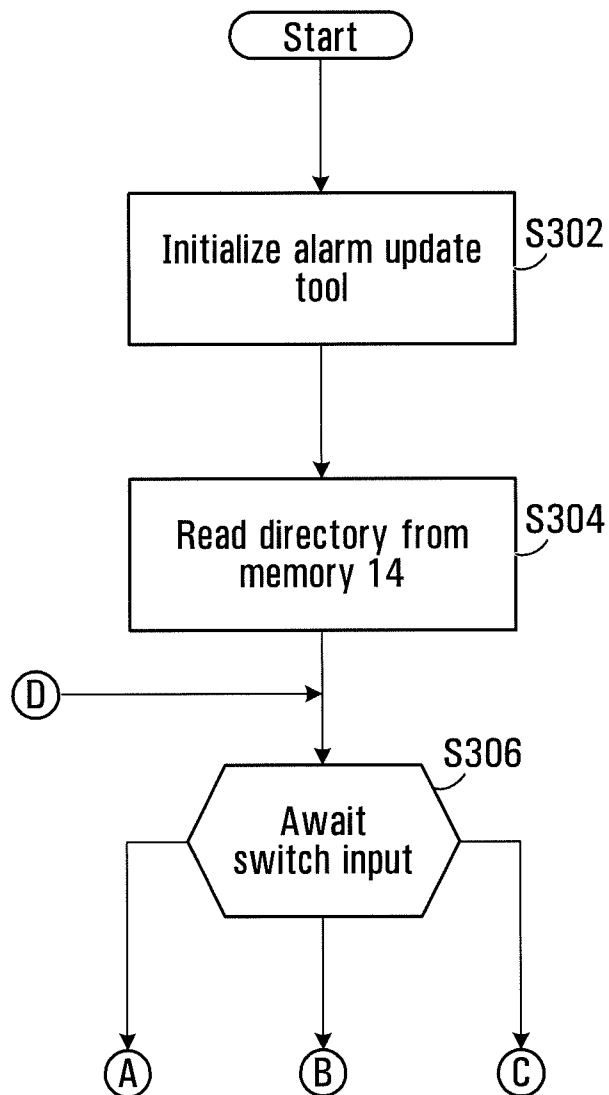 Start
Initialize alarm update
tool
S302
Read directory from
memory 14
S304
D
S306
Await
switch input
A
B
C